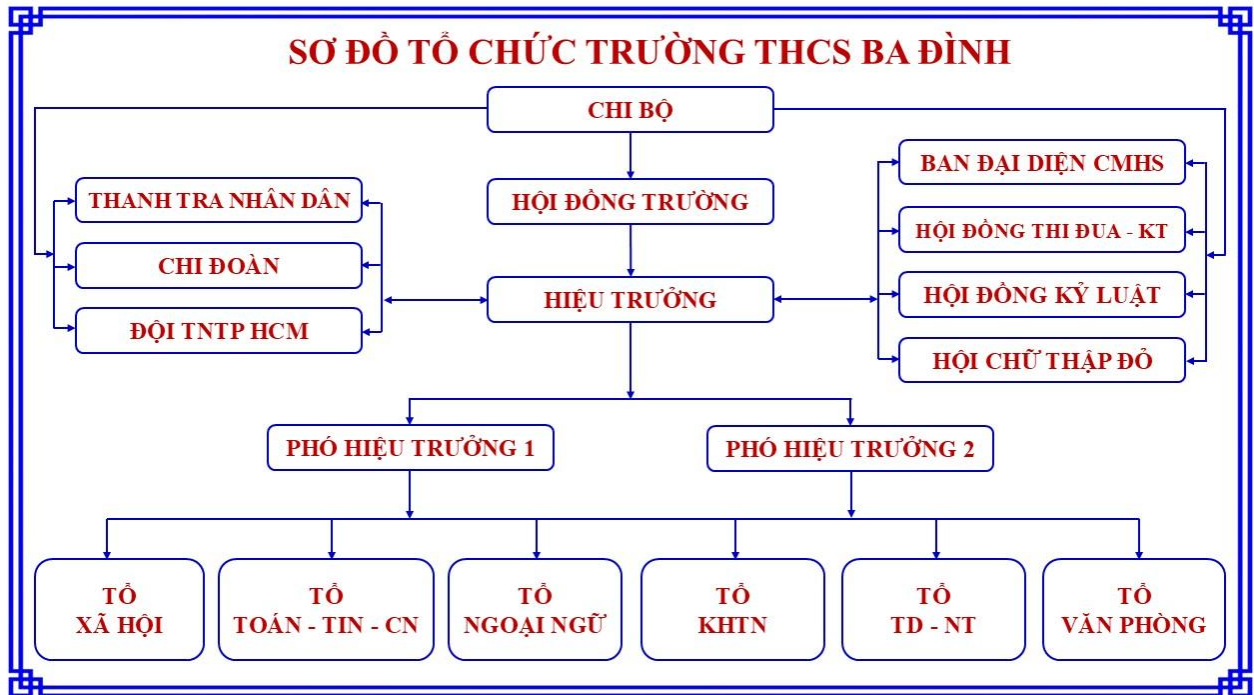 SƠ ĐỒ TỔ CHỨC TRƯỜNG THCS BA ĐÌNH
CHI BỘ
THANH TRA NHÂN DÂN
CHI ĐOÀN
ĐỘI TNTP HCM
HỘI ĐỒNG TRƯỜNG
HIỆU TRƯỞNG
BAN ĐẠI DIỆN CMHS
HỘI ĐỒNG THI ĐUA - KT
HỘI ĐỒNG KỶ LUẬT
HỘI CHỮ THẬP ĐỎ
PHÓ HIỆU TRƯỞNG 1
PHÓ HIỆU TRƯỞNG 2
TỔ
XÃ HỘI
TỔ
TOÁN - TIN - CN
TỔ
NGOẠI NGỮ
TỔ
KHTN
TỔ
TD - NT
TỔ
VĂN PHÒNG